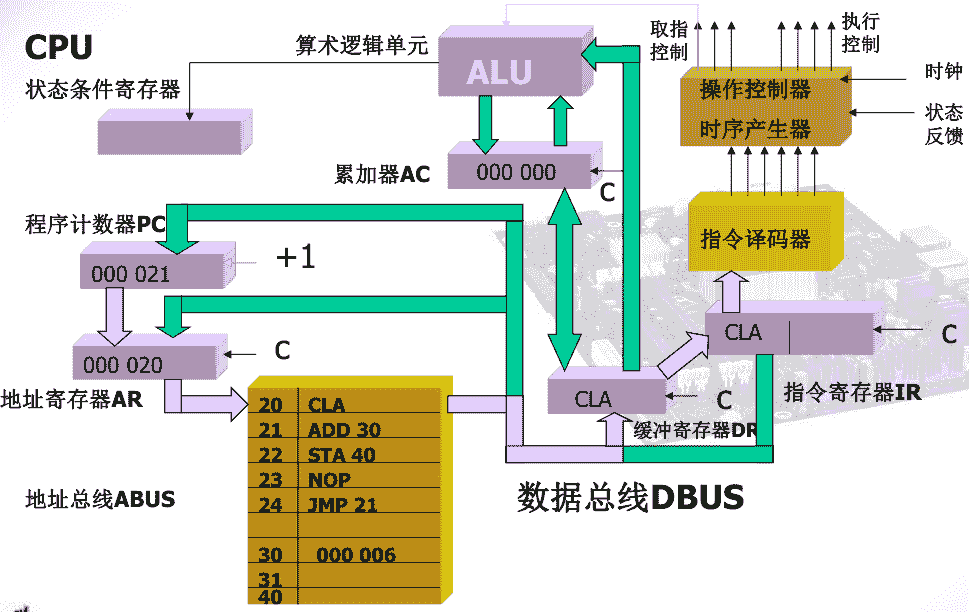 CPU
算术逻辑单元
ALU
状态条件寄存器
取指
控制
执行
控制
操作控制器
时序产生器
时钟
状态
反馈
累加器AC
000 000
C
程序计数器PC
000 021
+1
指令译码器
000 020
C
地址寄存器AR
CLA
C
指令寄存器IR
CLA
C
缓冲寄存器DR
20 CLA
21 ADD 30
22 STA 40
23 NOP
24 JMP 21
30 000 006
31
40
地址总线ABUS
数据总线DBUS